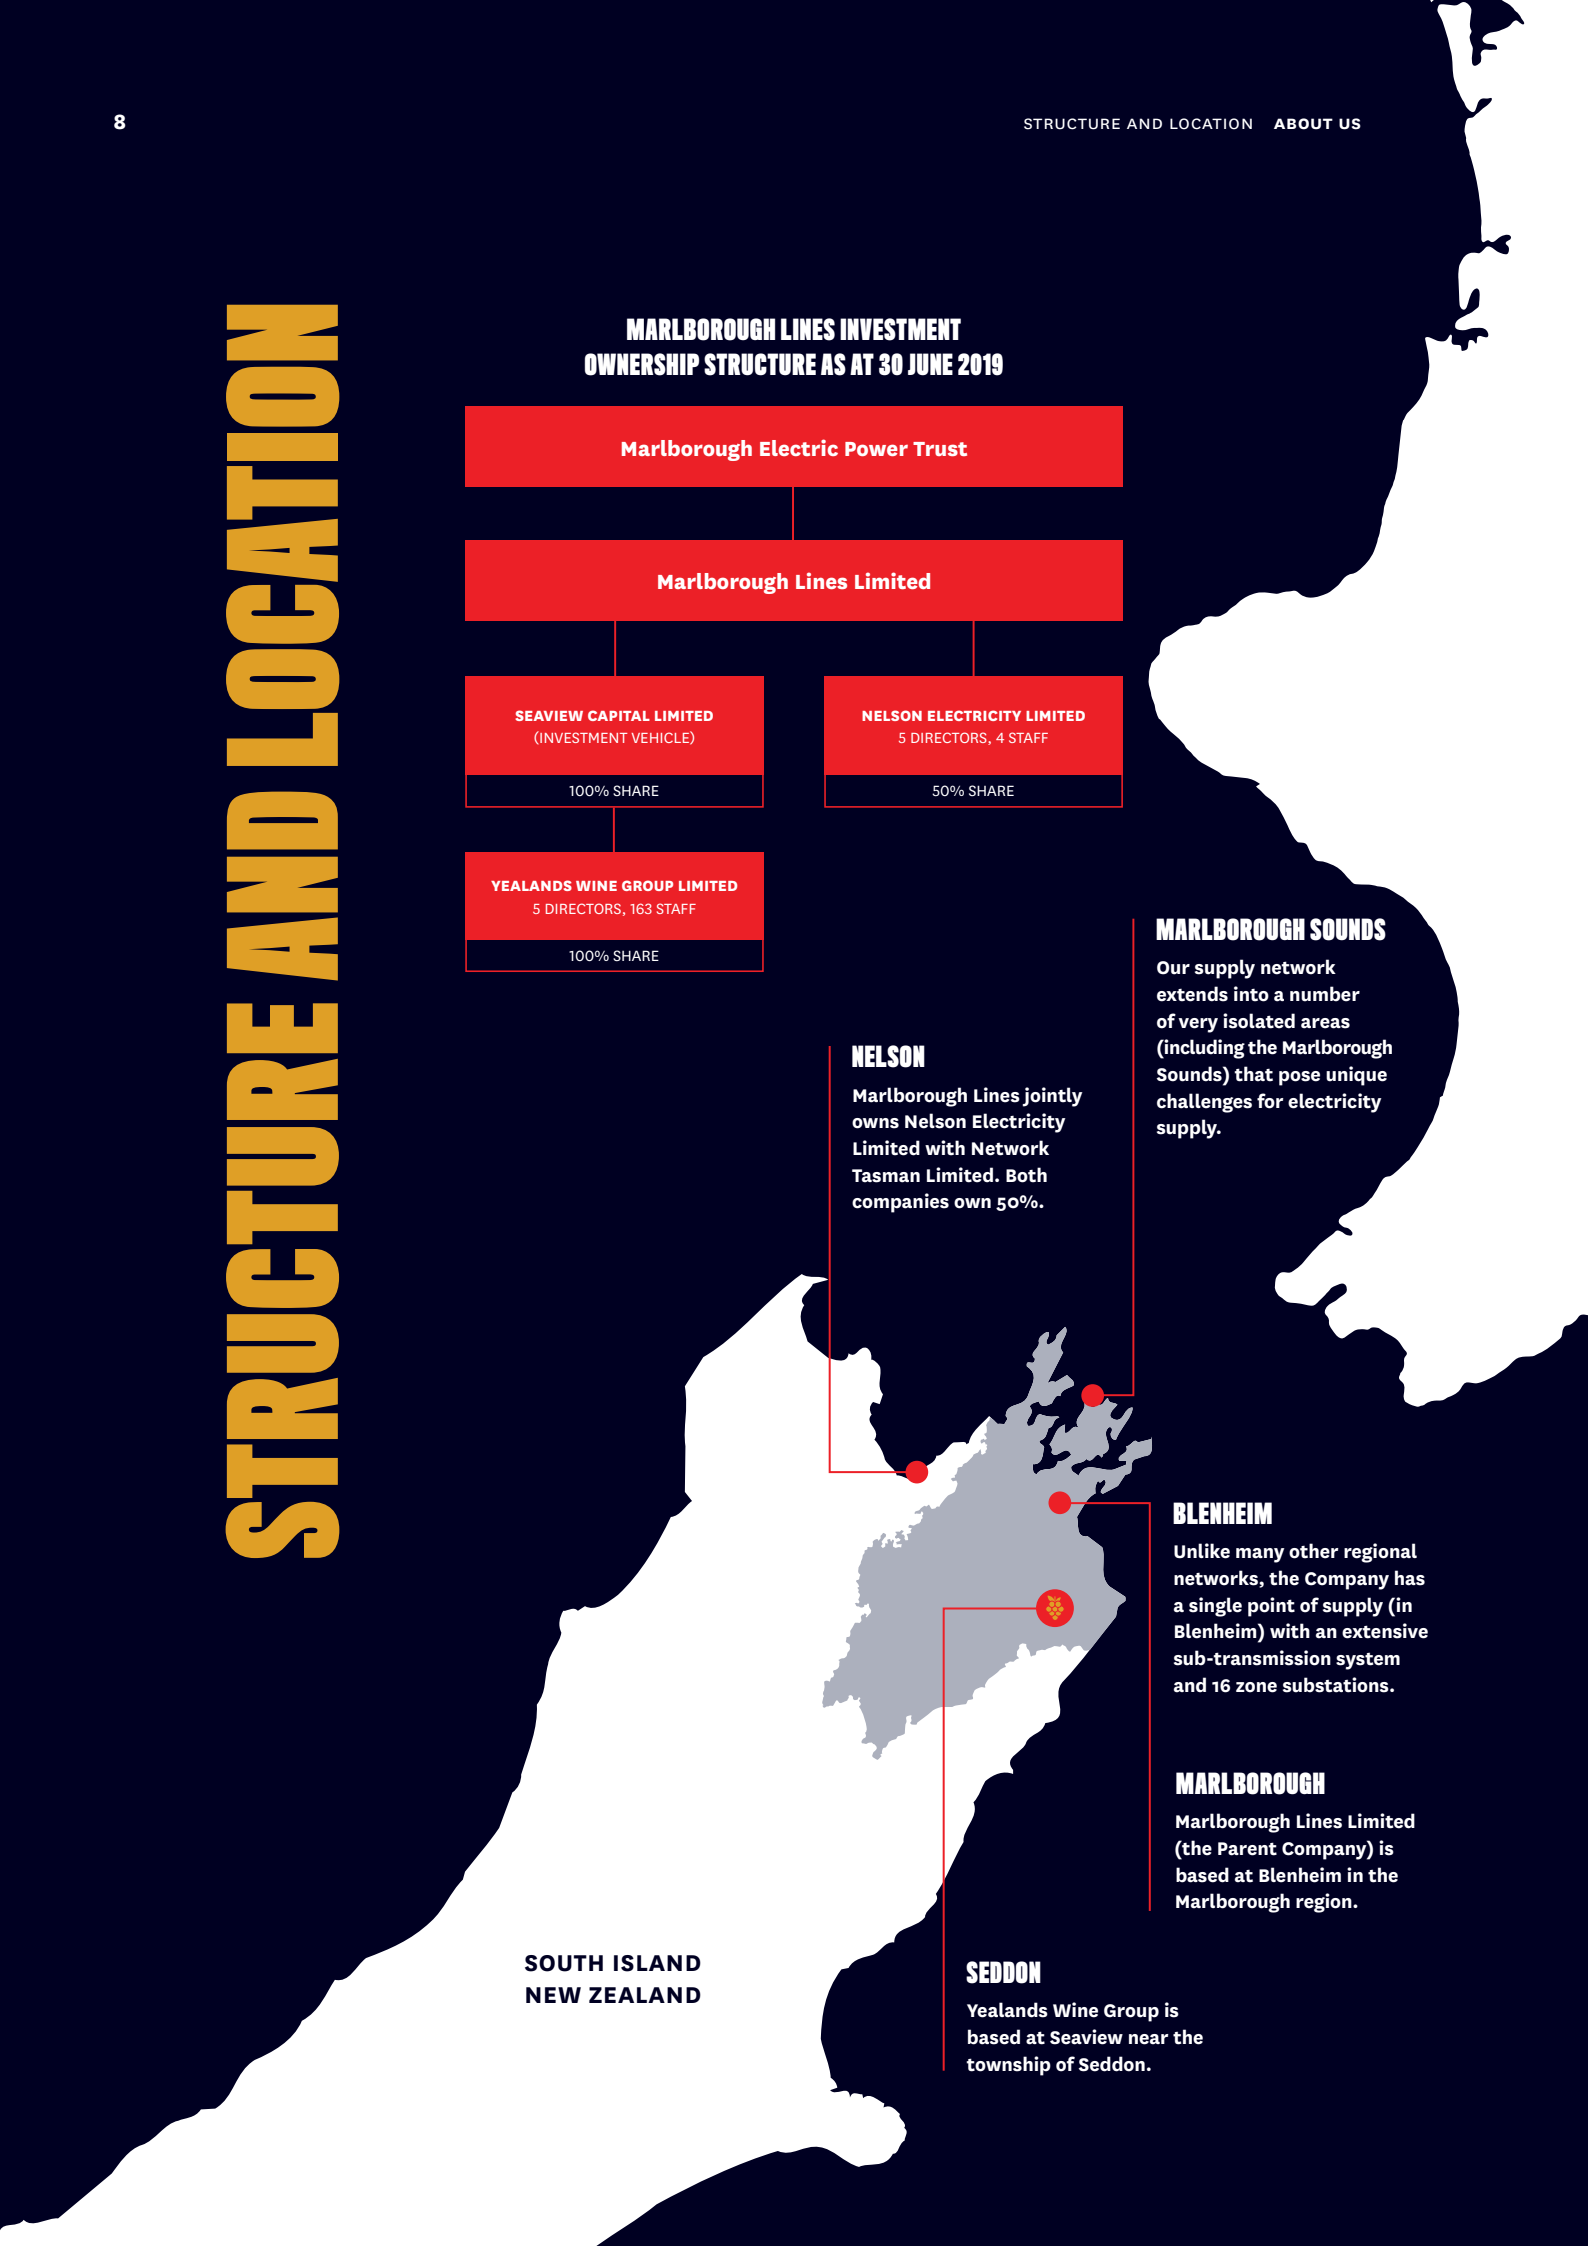 8
STRUCTURE AND LOCATION ABOUT US
STRUCTURE AND LOCATION
MARLBOROUGH LINES INVESTMENT
OWNERSHIP STRUCTURE AS AT 30 JUNE 2019
Marlborough Electric Power Trust
Marlborough Lines Limited
SEAVIEW CAPITAL LIMITED
(INVESTMENT VEHICLE)
100% SHARE
NELSON ELECTRICITY LIMITED
5 DIRECTORS, 4 STAFF
50% SHARE
YEALANDS WINE GROUP LIMITED
5 DIRECTORS, 163 STAFF
100% SHARE
MARLBOROUGH SOUNDS
Our supply network
extends into a number
of very isolated areas
(including the Marlborough
Sounds) that pose unique
challenges for electricity
supply.
NELSON
Marlborough Lines jointly
owns Nelson Electricity
Limited with Network
Tasman Limited. Both
companies own 50%.
BLENHEIM
Unlike many other regional
networks, the Company has
a single point of supply (in
Blenheim) with an extensive
sub-transmission system
and 16 zone substations.
MARLBOROUGH
Marlborough Lines Limited
(the Parent Company) is
based at Blenheim in the
Marlborough region.
SOUTH ISLAND
NEW ZEALAND
SEDDON
Yealands Wine Group is
based at Seaview near the
township of Seddon.